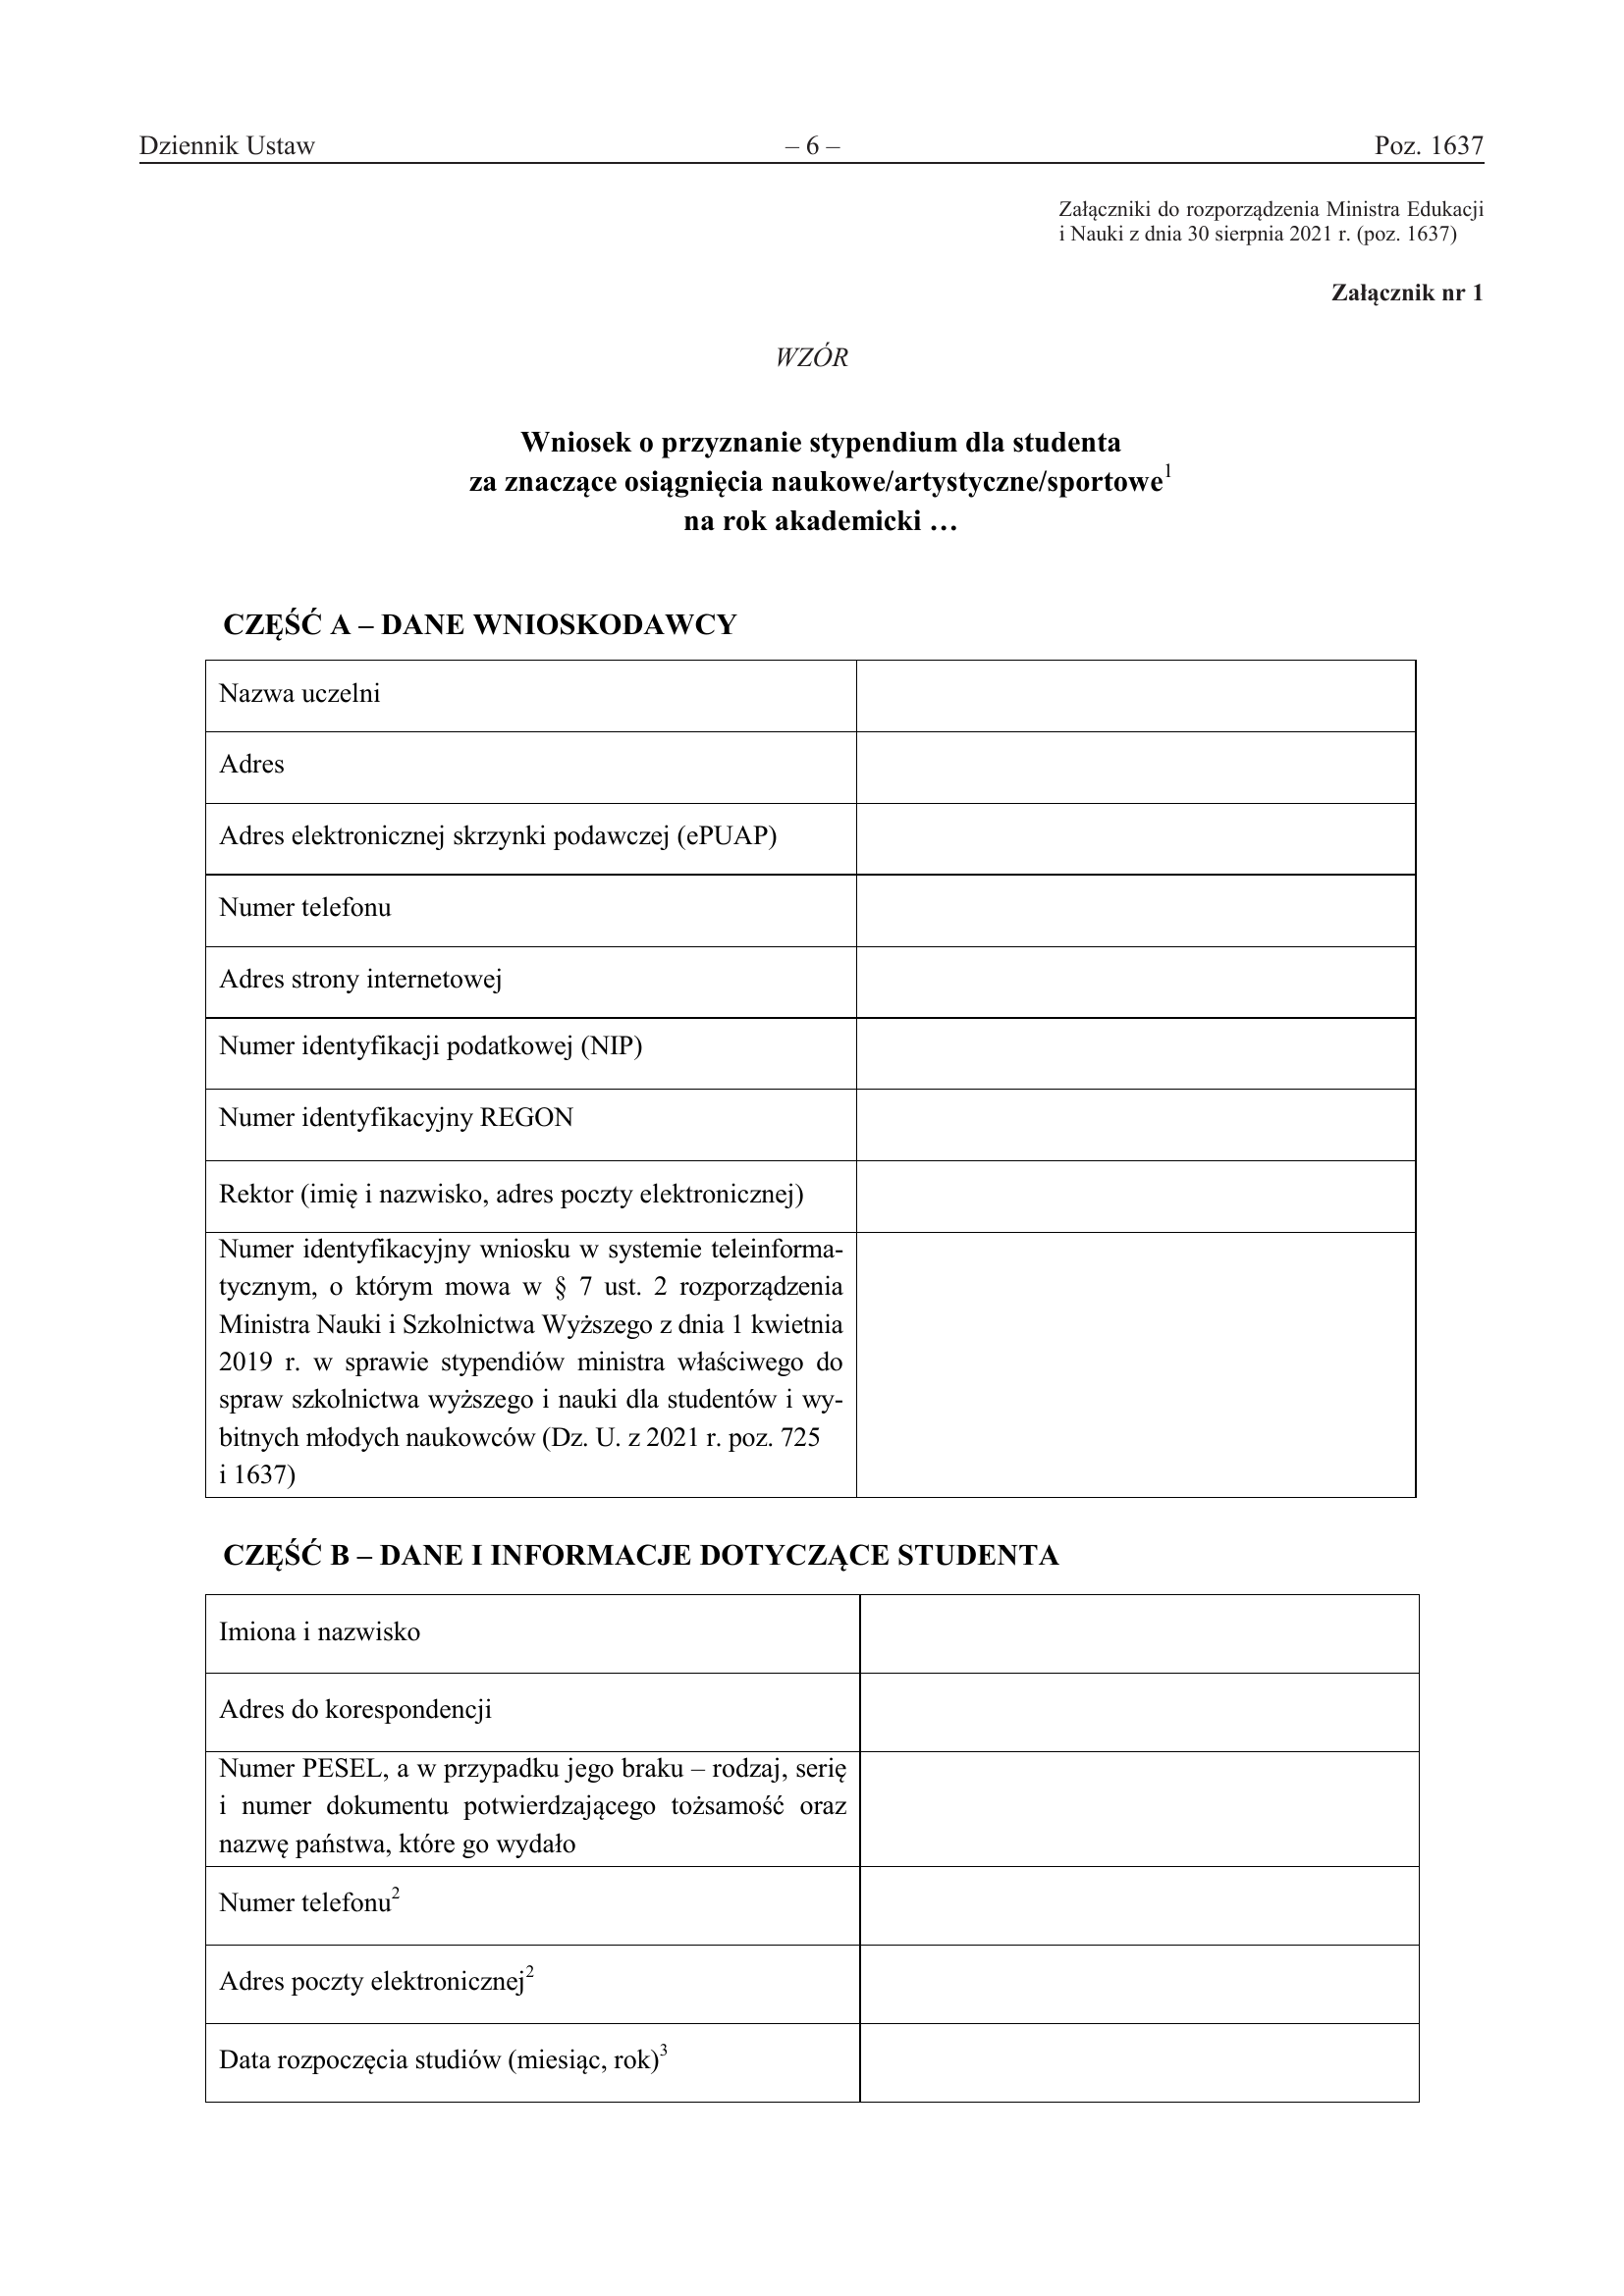 Dziennik Ustaw – 6 – Poz. 1637
Załączniki do rozporządzenia Ministra Edukacji
i Nauki z dnia 30 sierpnia 2021 r. (poz. 1637)
Załącznik nr 1
WZÓR
Wniosek o przyznanie stypendium dla studenta
za znaczące osiągnięcia naukowe/artystyczne/sportowe1
na rok akademicki …
CZĘŚĆ A – DANE WNIOSKODAWCY
Nazwa uczelni
Adres
Adres elektronicznej skrzynki podawczej (ePUAP)
Numer telefonu
Adres strony internetowej
Numer identyfikacji podatkowej (NIP)
Numer identyfikacyjny REGON
Rektor (imię i nazwisko, adres poczty elektronicznej)
Numer identyfikacyjny wniosku w systemie teleinforma-
tycznym, o którym mowa w § 7 ust. 2 rozporządzenia
Ministra Nauki i Szkolnictwa Wyższego z dnia 1 kwietnia
2019 r. w sprawie stypendiów ministra właściwego do
spraw szkolnictwa wyższego i nauki dla studentów i wy-
bitnych młodych naukowców (Dz. U. z 2021 r. poz. 725
i 1637)
CZĘŚĆ B – DANE I INFORMACJE DOTYCZĄCE STUDENTA
Imiona i nazwisko
Adres do korespondencji
Numer PESEL, a w przypadku jego braku – rodzaj, serię
i numer dokumentu potwierdzającego tożsamość oraz
nazwę państwa, które go wydało
Numer telefonu2
Adres poczty elektronicznej2
Data rozpoczęcia studiów (miesiąc, rok)3